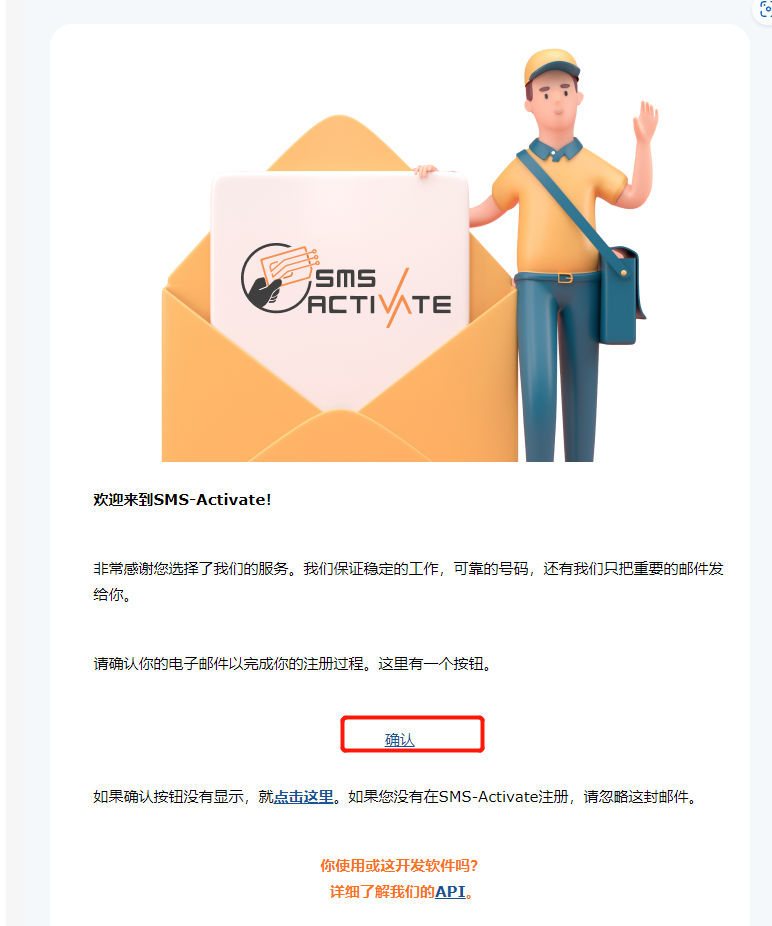 SMS
ACTIVATE
欢迎来到SMS-Activate!
非常感谢您选择了我们的服务。我们保证稳定的工作，可靠的号码，还有我们只把重要的邮件发
给你。
请确认你的电子邮件以完成你的注册过程。这里有一个按钮。
确认
如果确认按钮没有显示，就点击这里。如果您没有在SMS-Activate注册，请忽略这封邮件。
你使用或这开发软件吗?
详细了解我们的API。